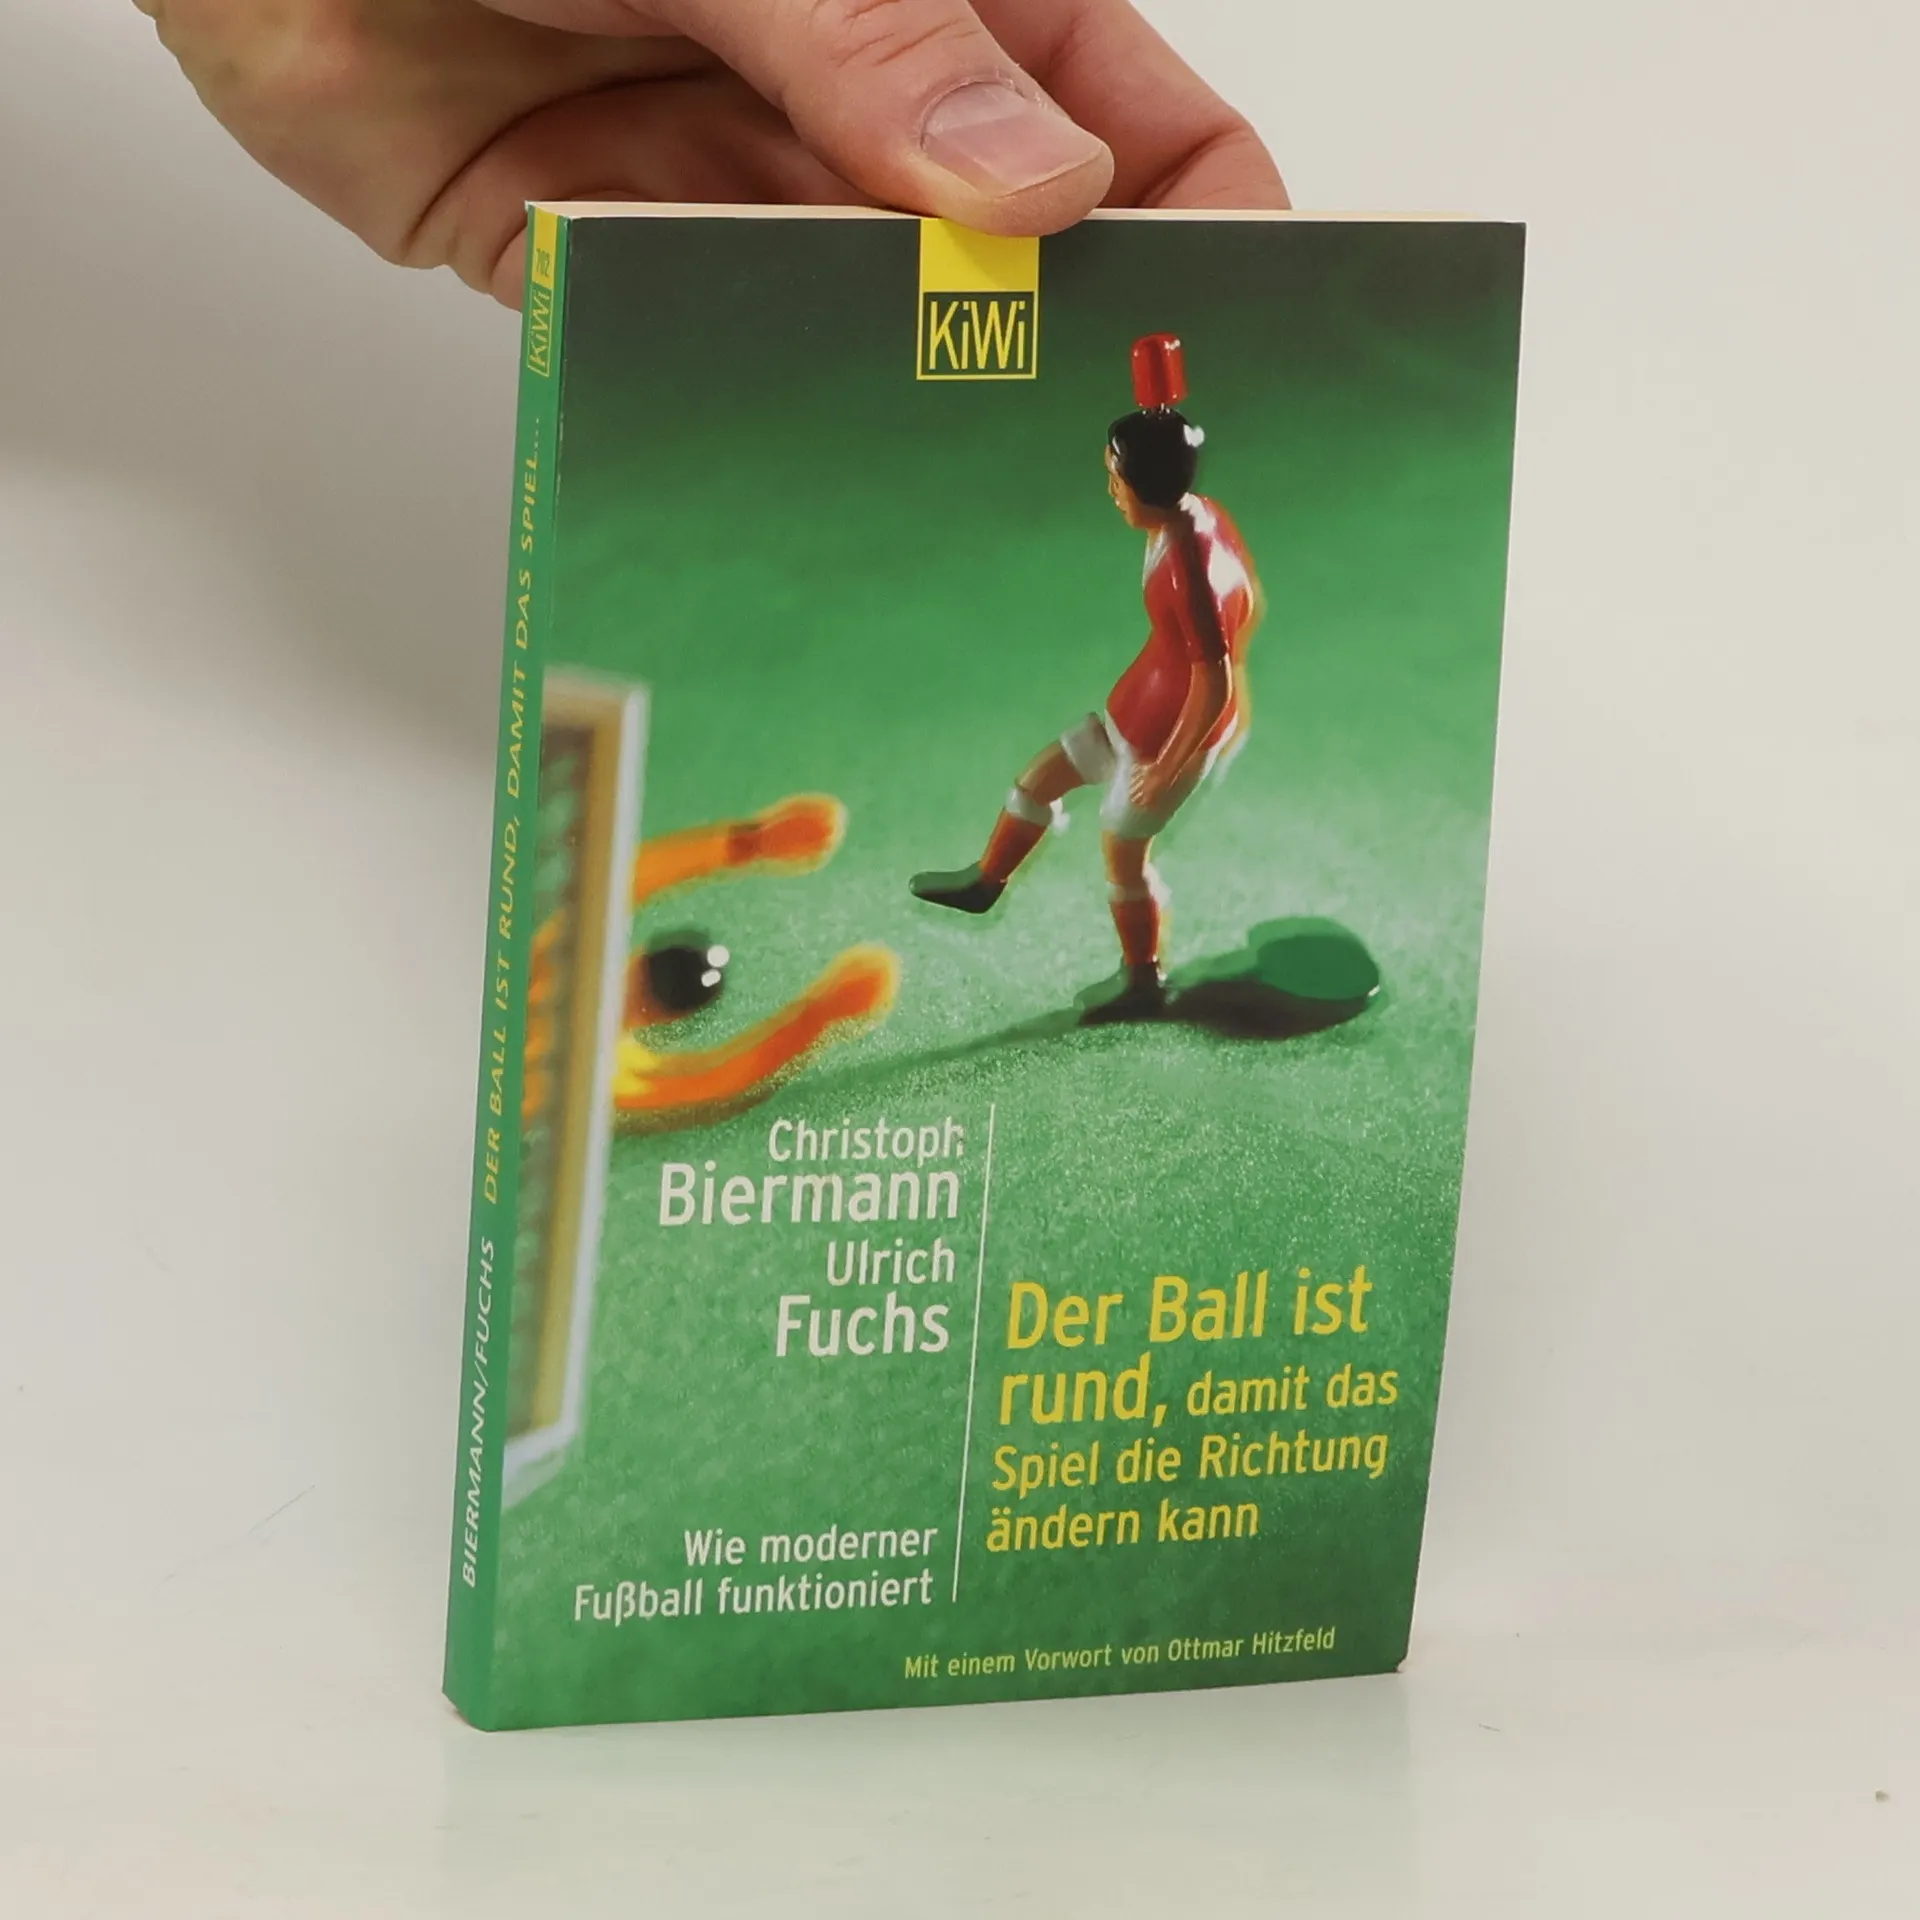 KiWi
Christoph
Biermann
Ulrich
Fuchs
Der Ball ist
rund, damit das
Spiel die Richtung
ändern kann
Wie moderner
Fußball funktioniert
Mit einem Vorwort von Ottmar Hitzfeld
BIERMANN/FUCHS DER BALL IST RUND, DAMIT DAS SPIEL... KiWi 702